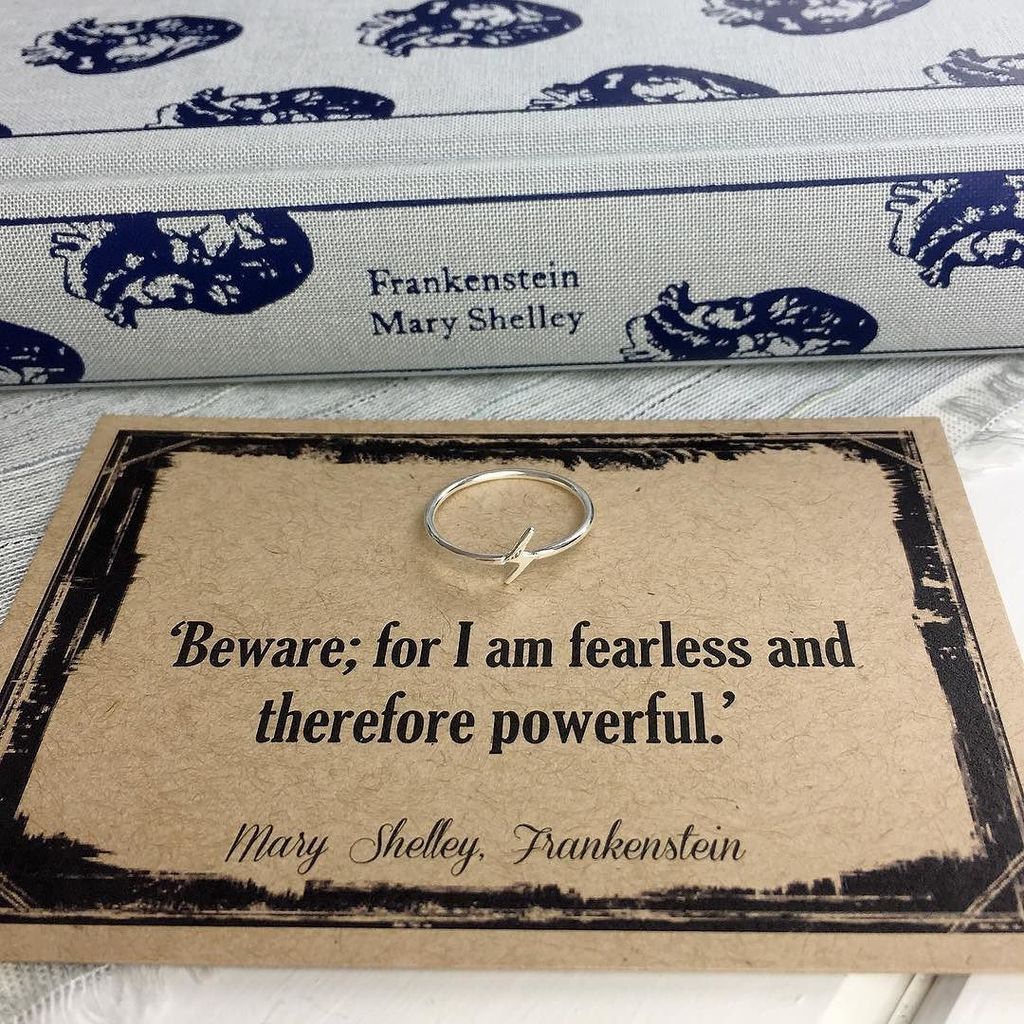 Frankenstein
Mary Shelley
‘Beware; for I am fearless and
therefore powerful.’
Mary Shelley, Frankenstein